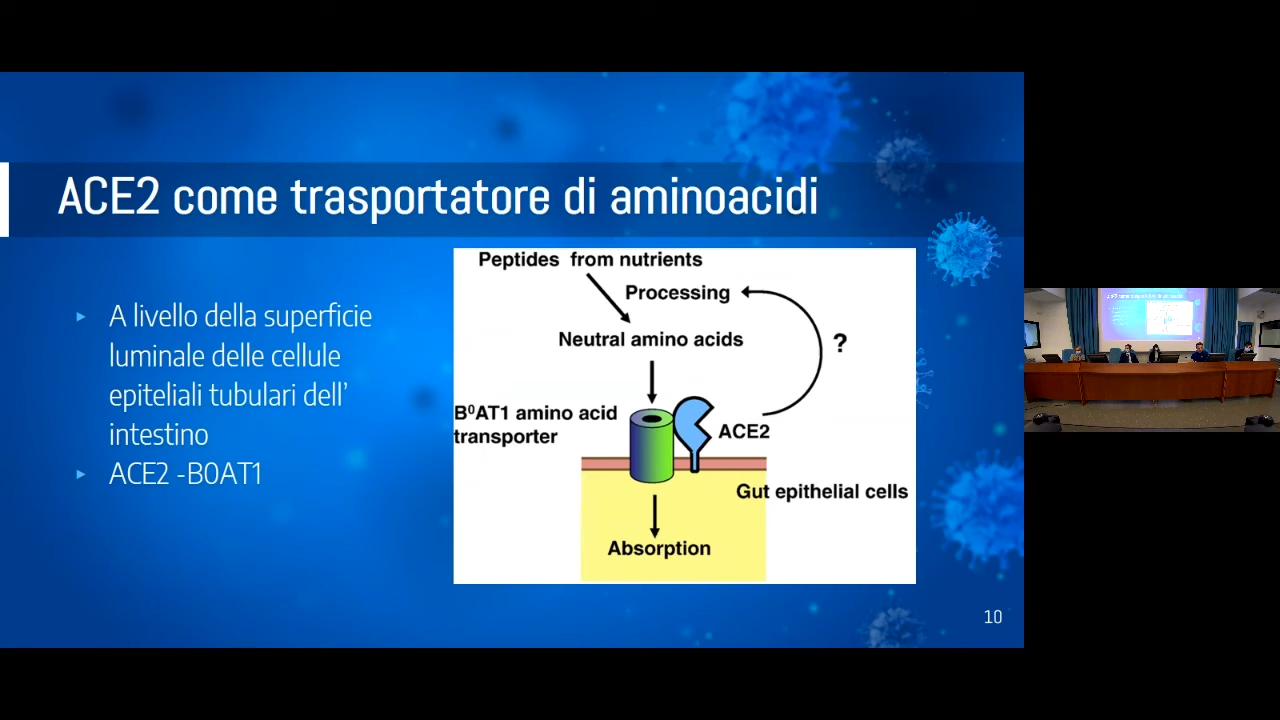 ACE2 come trasportatore di aminoacidi
A livello della superficie
luminale delle cellule
epiteliali tubulari dell’
intestino
ACE2 -B0AT1
Peptides from nutrients
Processing
Neutral amino acids
?
B⁰AT1 amino acid
transporter
ACE2
Gut epithelial cells
Absorption
10